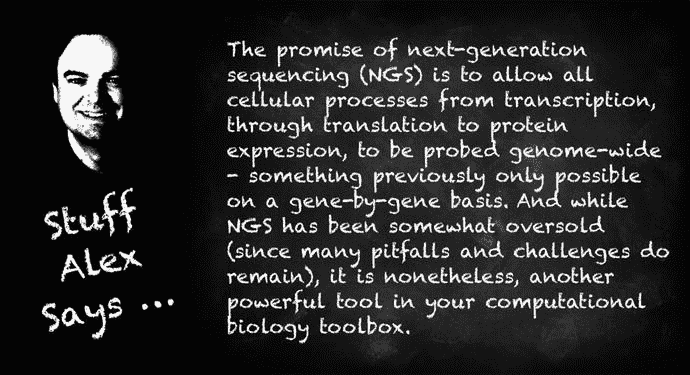 Stuff
Alex
Says ...
The promise of next-generation
sequencing (NGS) is to allow all
cellular processes from transcription,
through translation to protein
expression, to be probed genome-wide
- something previously only possible
on a gene-by-gene basis. And while
NGS has been somewhat oversold
(since many pitfalls and challenges do
remain), it is nonetheless, another
powerful tool in your computational
biology toolbox.